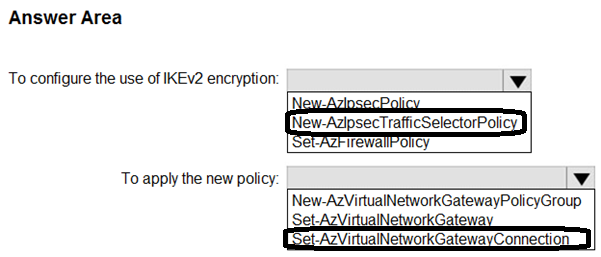 Answer Area
To configure the use of IKEv2 encryption:
New-AzIpsecPolicy
New-AzIpsecTrafficSelectorPolicy
Set-AzFirewallPolicy
To apply the new policy:
New-AzVirtualNetworkGatewayPolicyGroup
Set-AzVirtualNetworkGateway
Set-AzVirtualNetworkGatewayConnection